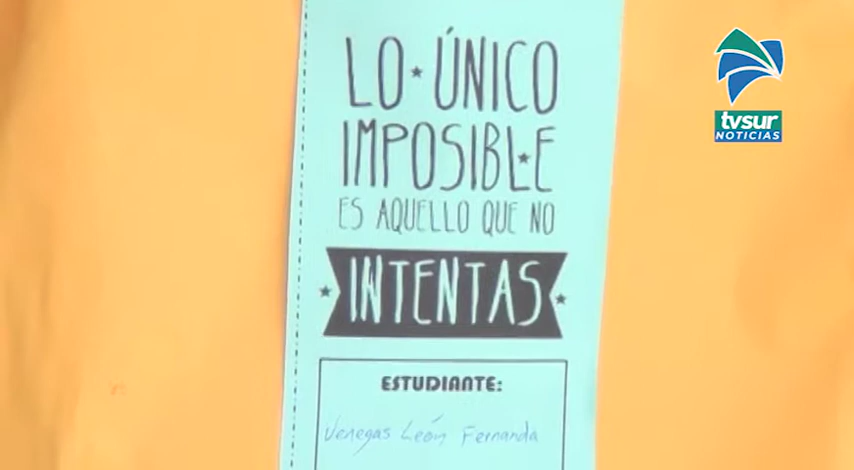 LO ÚNICO
IMPOSIBLE
ES AQUELLO QUE NO
INTENTAS
ESTUDIANTE:
Venegas León Fernanda
tvsur
NOTICIAS